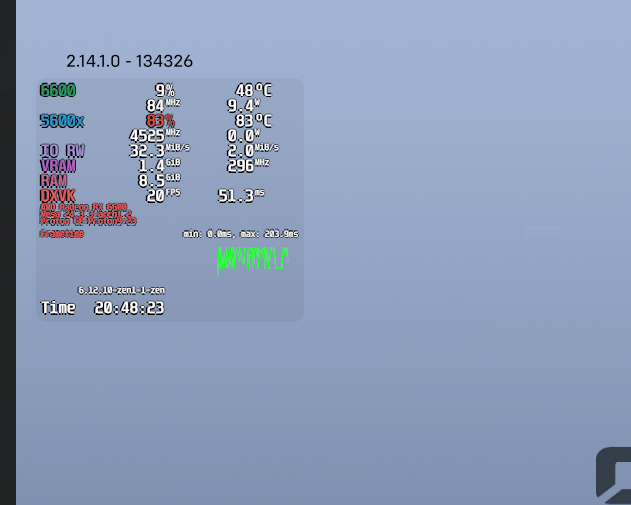 2.14.1.0 - 134326
6600 9% 48°C
84MHz 9.4W
5600x 83% 83°C
4525MHz 0.0W
IO RW 32.3MiB/s 2.0MiB/s
VRAM 1.4GiB 296MHz
RAM 8.5GiB
DXVK 20FPS 51.3ms
AMD Radeon RX 6600
Frametime min: 0.0ms, max: 203.9ms
6.12.10-zen1-1-zen
Time 20:48:23